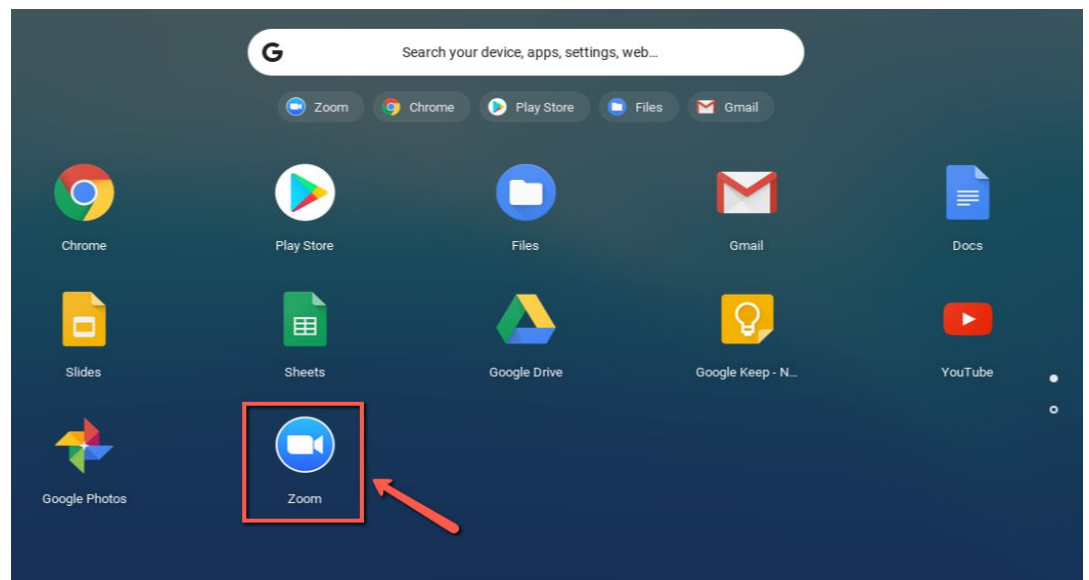 G Search your device, apps, settings, web...
Zoom Chrome Play Store Files Gmail
Chrome Play Store Files Gmail Docs
Slides Sheets Google Drive Google Keep - N... YouTube
Google Photos Zoom